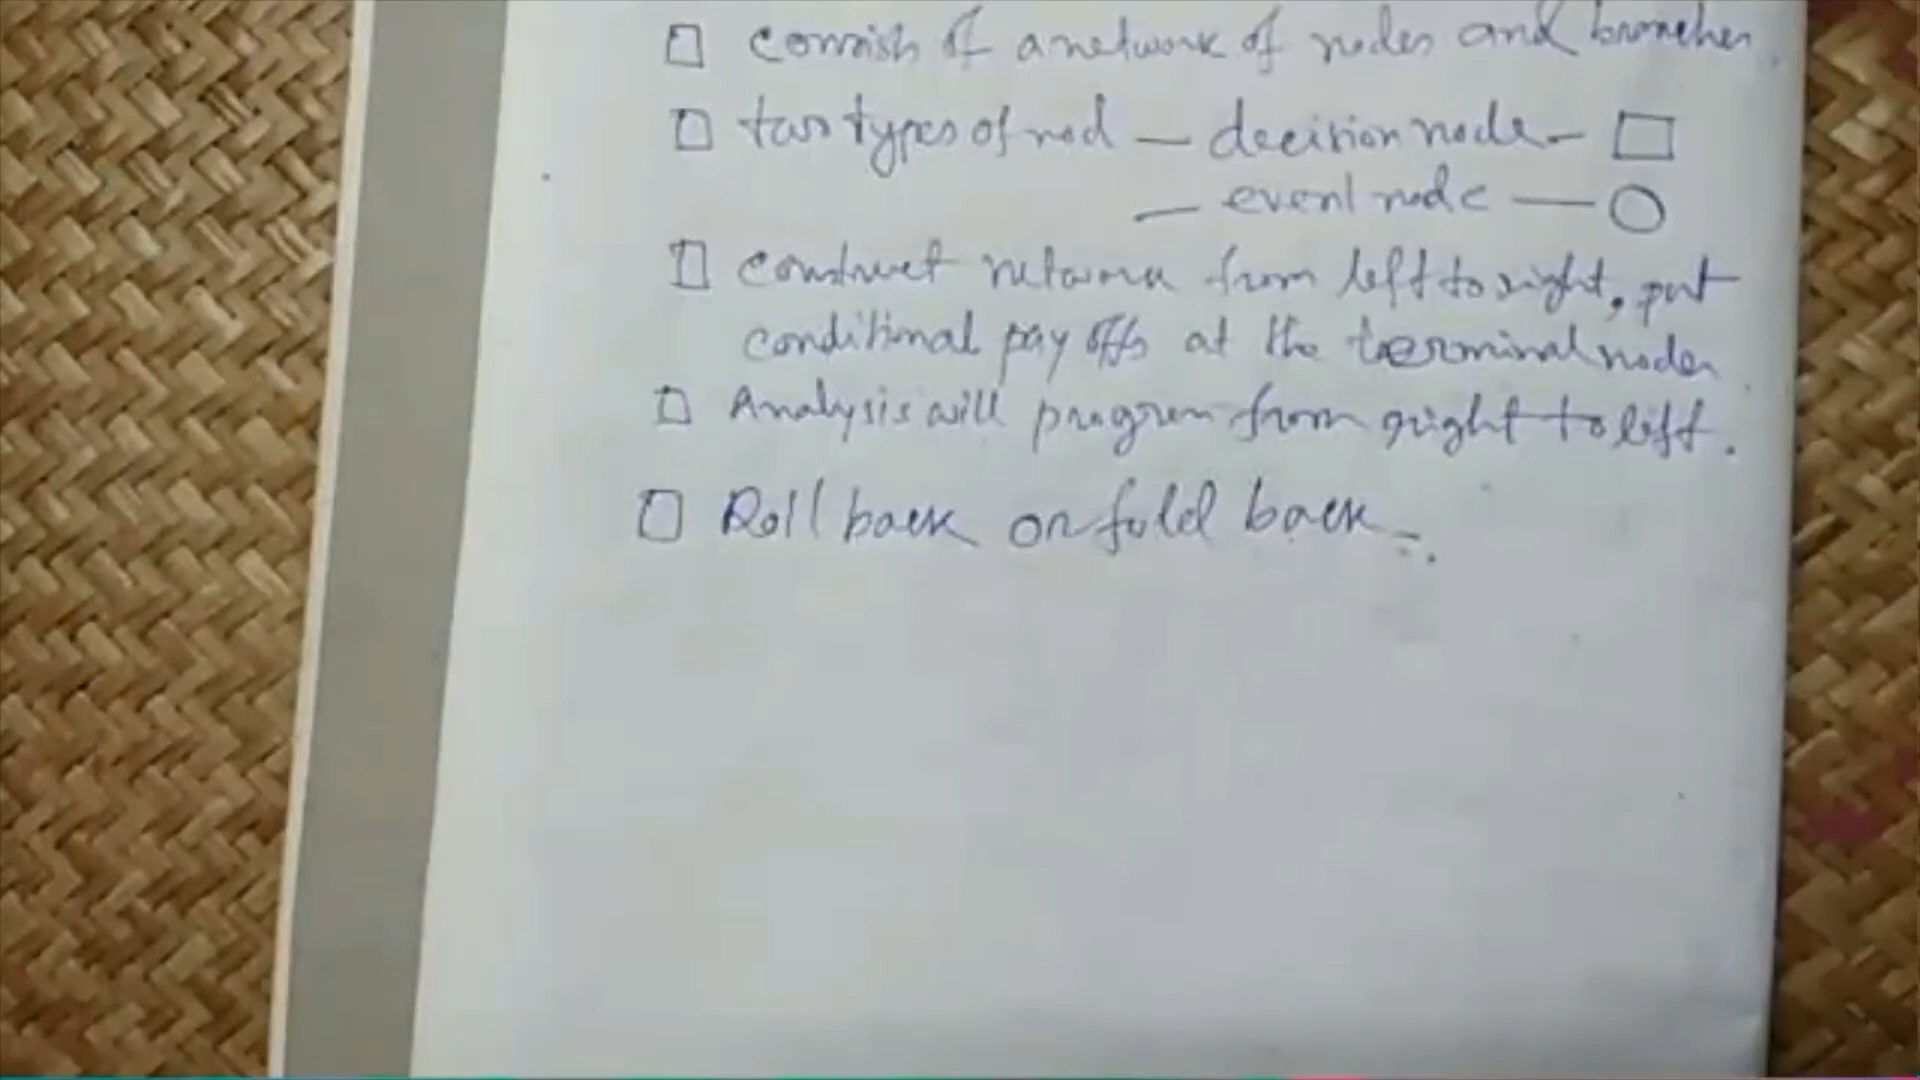 consists of a network of nodes and branches.
two types of nod — decision node —
— event node —
construct network from left to right, put
conditional pay offs at the terminal nodes
Analysis will progress from right to left.
Roll back or fold back